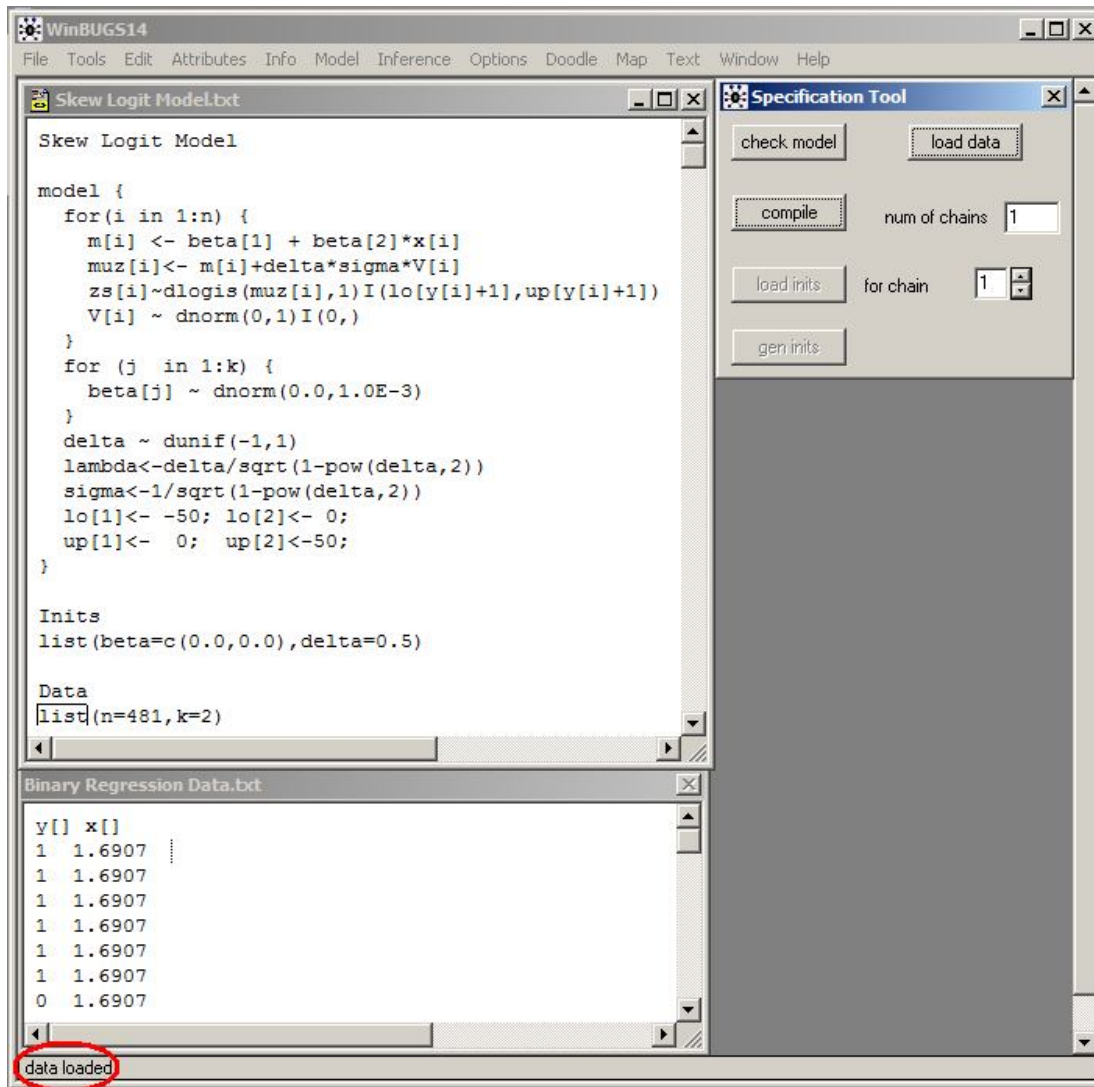 WinBUGS14
File Tools Edit Attributes Info Model Inference Options Doodle Map Text Window Help
Skew Logit Model.txt
Skew Logit Model
model {
for(i in 1:n) {
m[i] <- beta[1] + beta[2]*x[i]
muz[i]<- m[i]+delta*sigma*V[i]
zs[i]~dlogis(muz[i],1)I(lo[y[i]+1],up[y[i]+1])
V[i] ~ dnorm(0,1)I(0,)
}
for (j in 1:k) {
beta[j] ~ dnorm(0.0,1.0E-3)
}
delta ~ dunif(-1,1)
lambda<-delta/sqrt(1-pow(delta,2))
sigma<-1/sqrt(1-pow(delta,2))
lo[1]<- -50; lo[2]<- 0;
up[1]<- 0; up[2]<-50;
}
Inits
list(beta=c(0.0,0.0),delta=0.5)
Data
list(n=481,k=2)
Specification Tool
check model load data
compile num of chains 1
load inits for chain 1
gen inits
Binary Regression Data.txt
y[] x[]
1 1.6907
1 1.6907
1 1.6907
1 1.6907
1 1.6907
1 1.6907
0 1.6907
data loaded